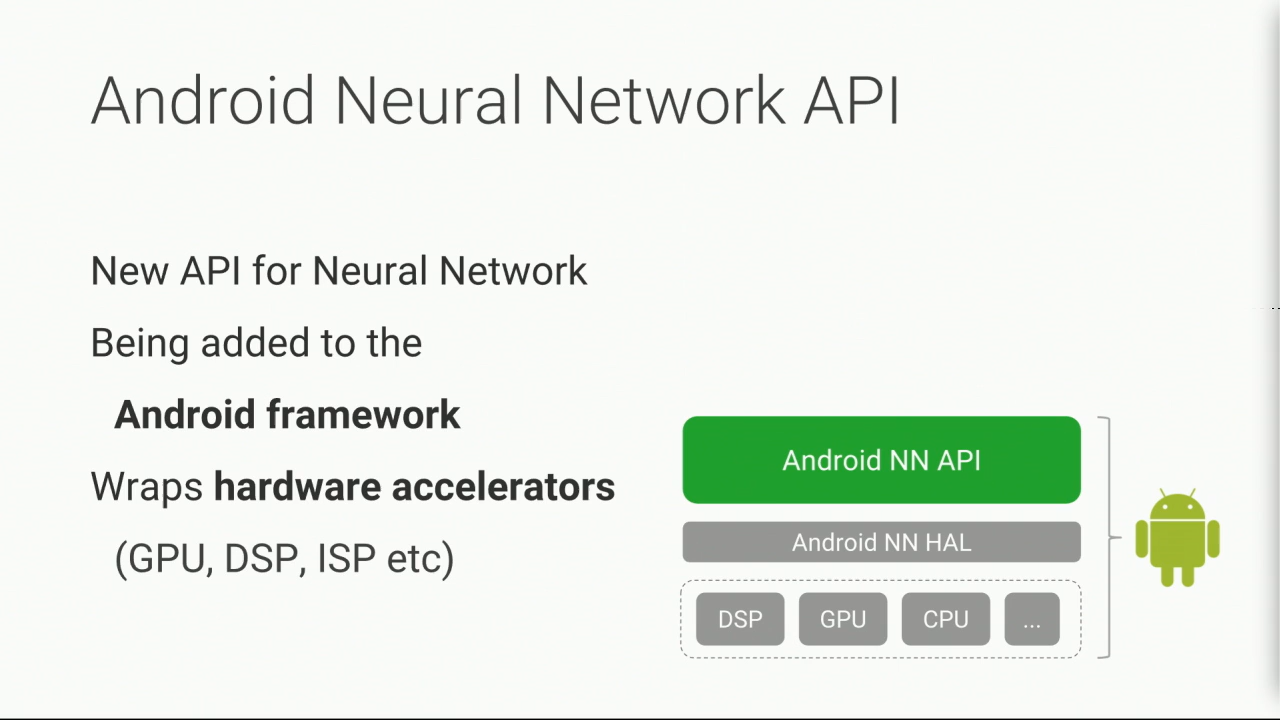 Android Neural Network API
New API for Neural Network
Being added to the
Android framework
Wraps hardware accelerators
(GPU, DSP, ISP etc)
Android NN API
Android NN HAL
DSP GPU CPU ...